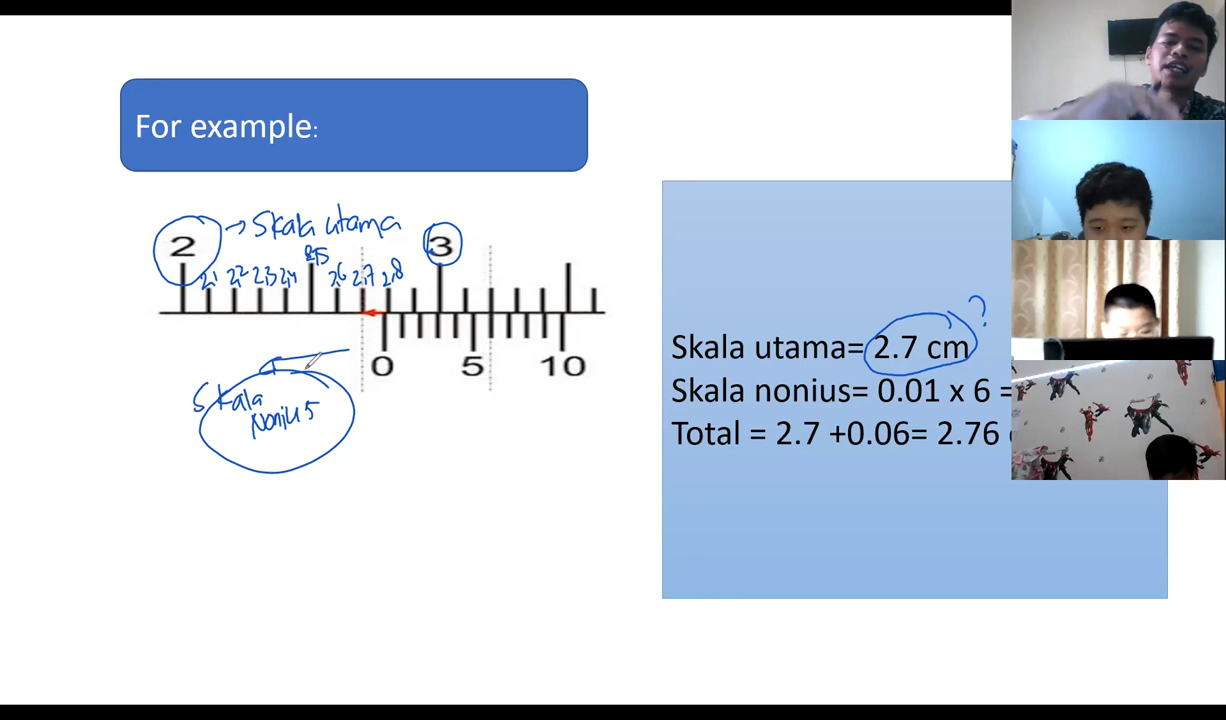 For example:
2 → Skala utama 3
2,1 2,2 2,3 2,4 2,5 2,6 2,7 2,8
0 5 10
Skala
Nonius
?
Skala utama= 2.7 cm
Skala nonius= 0.01 x 6 =
Total = 2.7 +0.06= 2.76